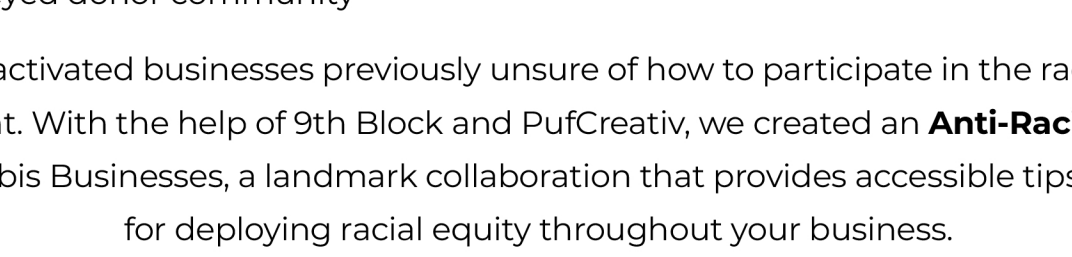 donor community
activated businesses previously unsure of how to participate in the
With the help of 9th Block and PufCreativ, we created an Anti-Rac
bis Businesses, a landmark collaboration that provides accessible tips
for deploying racial equity throughout your business.